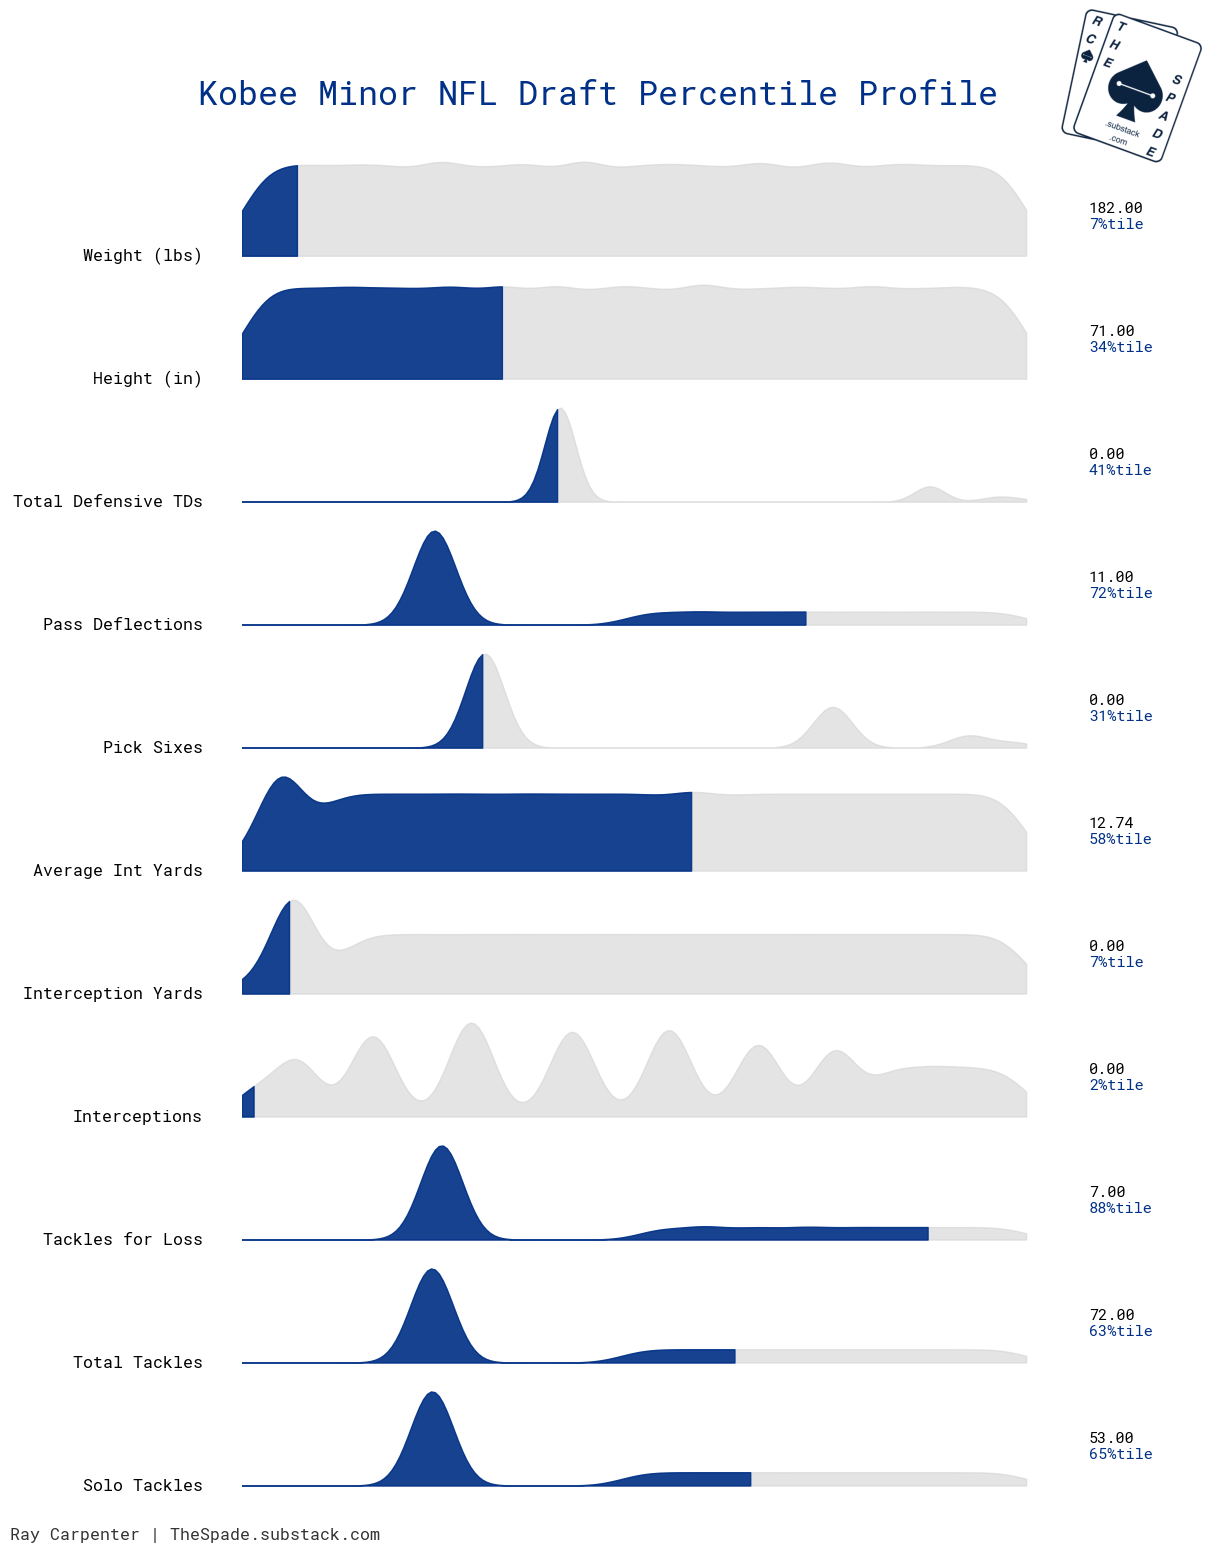 R
C
T
H
E
S
P
A
D
E
.substack
.com
Kobee Minor NFL Draft Percentile Profile
Weight (lbs)
182.00
7%tile
Height (in)
71.00
34%tile
Total Defensive TDs
0.00
41%tile
Pass Deflections
11.00
72%tile
Pick Sixes
0.00
31%tile
Average Int Yards
12.74
58%tile
Interception Yards
0.00
7%tile
Interceptions
0.00
2%tile
Tackles for Loss
7.00
88%tile
Total Tackles
72.00
63%tile
Solo Tackles
53.00
65%tile
Ray Carpenter | TheSpade.substack.com